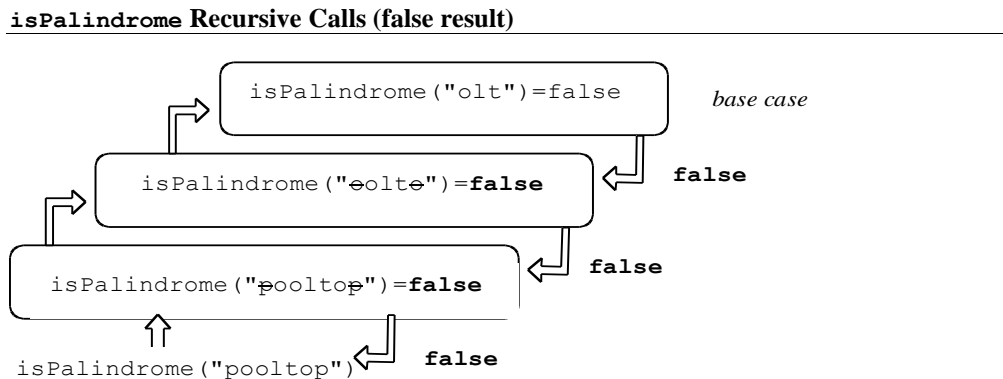 isPalindrome Recursive Calls (false result)
isPalindrome("olt")=false
base case
isPalindrome("oolto")=false
false
isPalindrome("pooltop")=false
false
isPalindrome("pooltop")
false